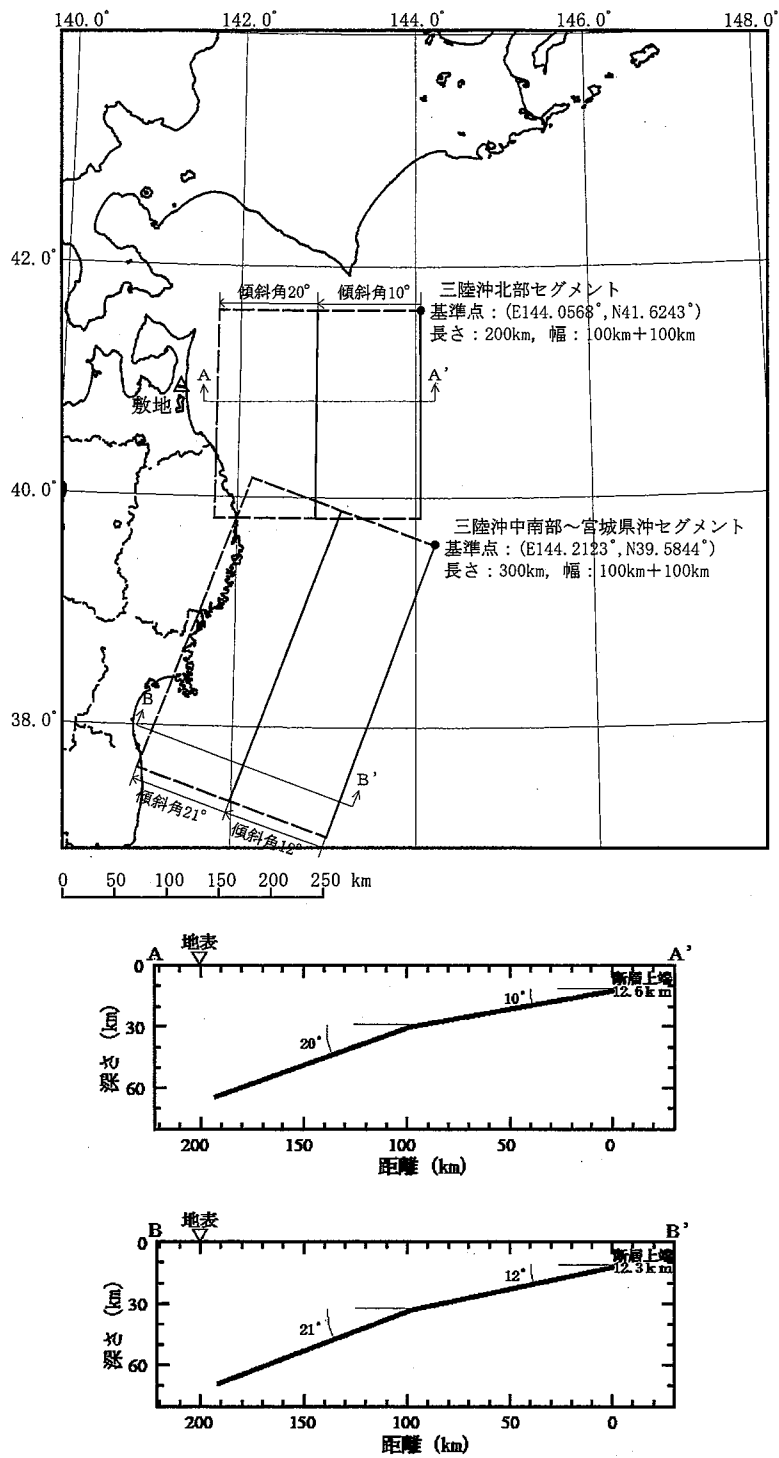 140.0° 142.0° 144.0° 146.0° 148.0°
42.0°
傾斜角20° 傾斜角10°
三陸沖北部セグメント
基準点:(E144.0568°,N41.6243°)
長さ:200km, 幅:100km+100km
A A'
敷地
40.0°
三陸沖中南部~宮城県沖セグメント
基準点:(E144.2123°,N39.5844°)
長さ:300km, 幅:100km+100km
38.0°
B
B'
傾斜角21°
傾斜角12°
0 50 100 150 200 250 km
A 地表 A'
0
断層上端
12.6km
10°
30
20°
60
深さ (km)
200 150 100 50 0
距離 (km)
B 地表 B'
0
断層上端
12.3km
12°
30
21°
60
深さ (km)
200 150 100 50 0
距離 (km)